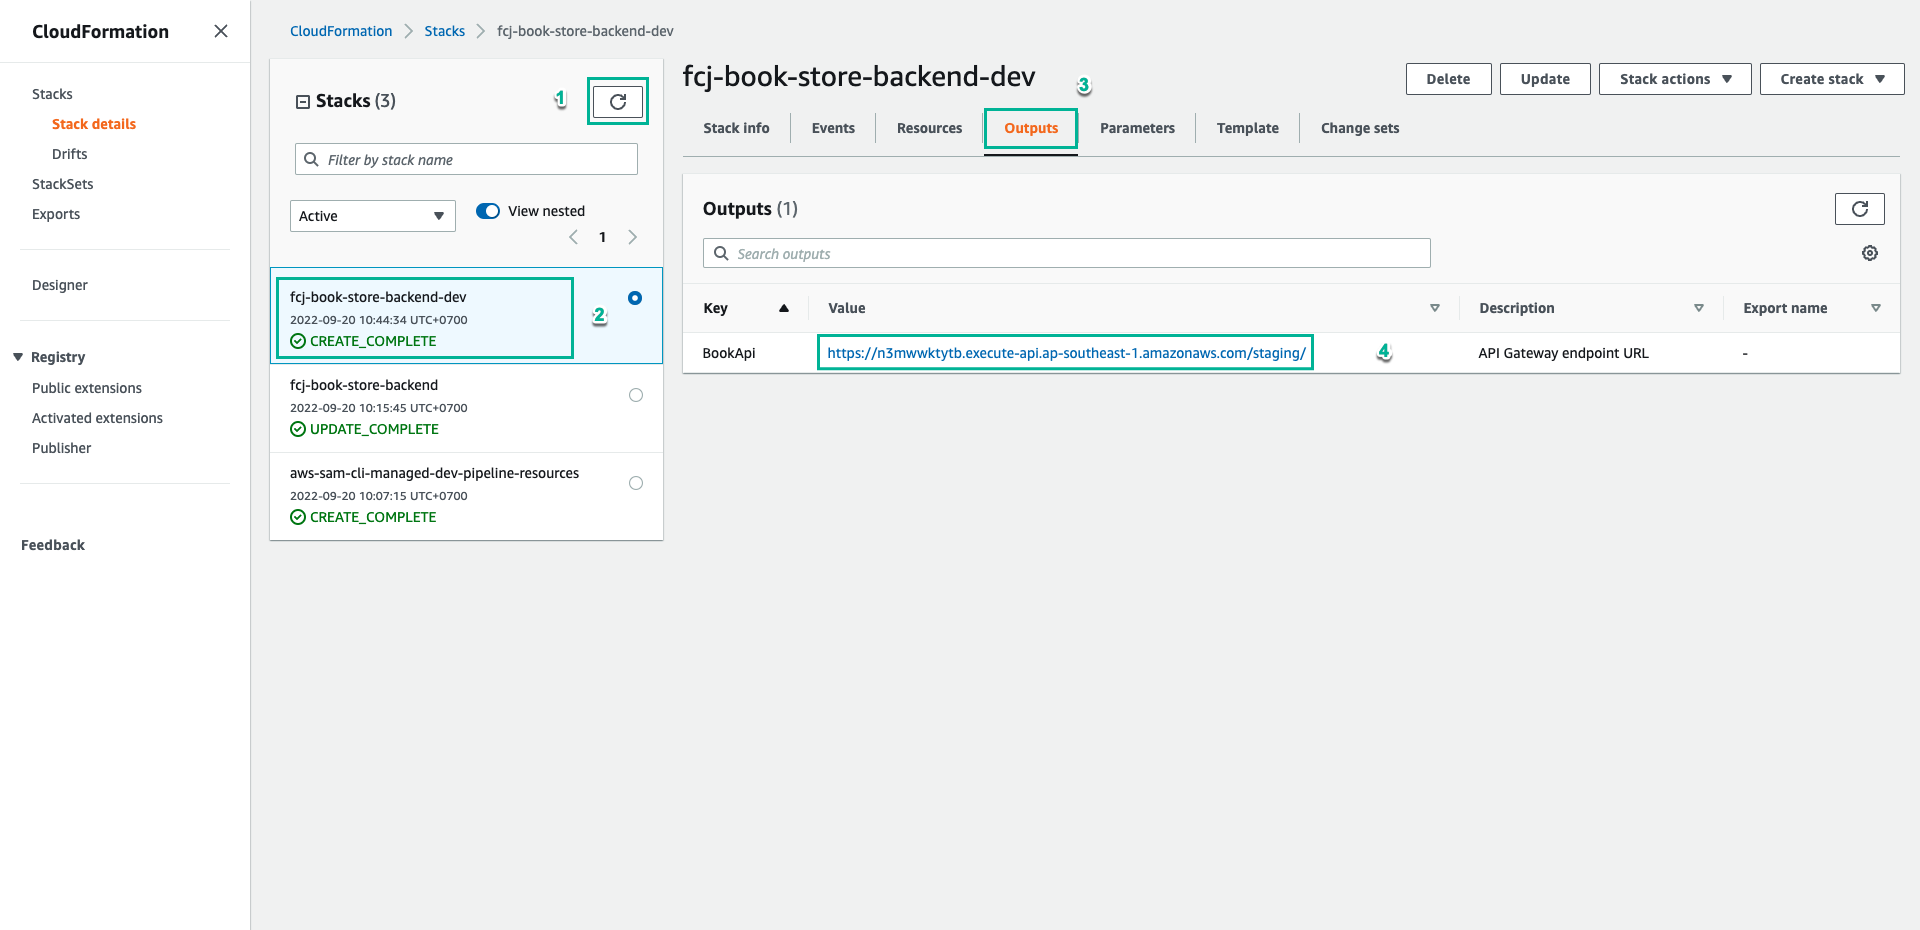 CloudFormation
Stacks
Stack details
Drifts
StackSets
Exports
Designer
Registry
Public extensions
Activated extensions
Publisher
Feedback
CloudFormation Stacks fcj-book-store-backend-dev
Stacks (3)
1
Filter by stack name
Active
View nested
1
fcj-book-store-backend-dev
2022-09-20 10:44:34 UTC+0700
CREATE_COMPLETE
2
fcj-book-store-backend
2022-09-20 10:15:45 UTC+0700
UPDATE_COMPLETE
aws-sam-cli-managed-dev-pipeline-resources
2022-09-20 10:07:15 UTC+0700
CREATE_COMPLETE
fcj-book-store-backend-dev
3
Delete Update Stack actions Create stack
Stack info Events Resources Outputs Parameters Template Change sets
Outputs (1)
Search outputs
Key Value Description Export name
BookApi https://n3mwwktytb.execute-api.ap-southeast-1.amazonaws.com/staging/ 4 API Gateway endpoint URL -